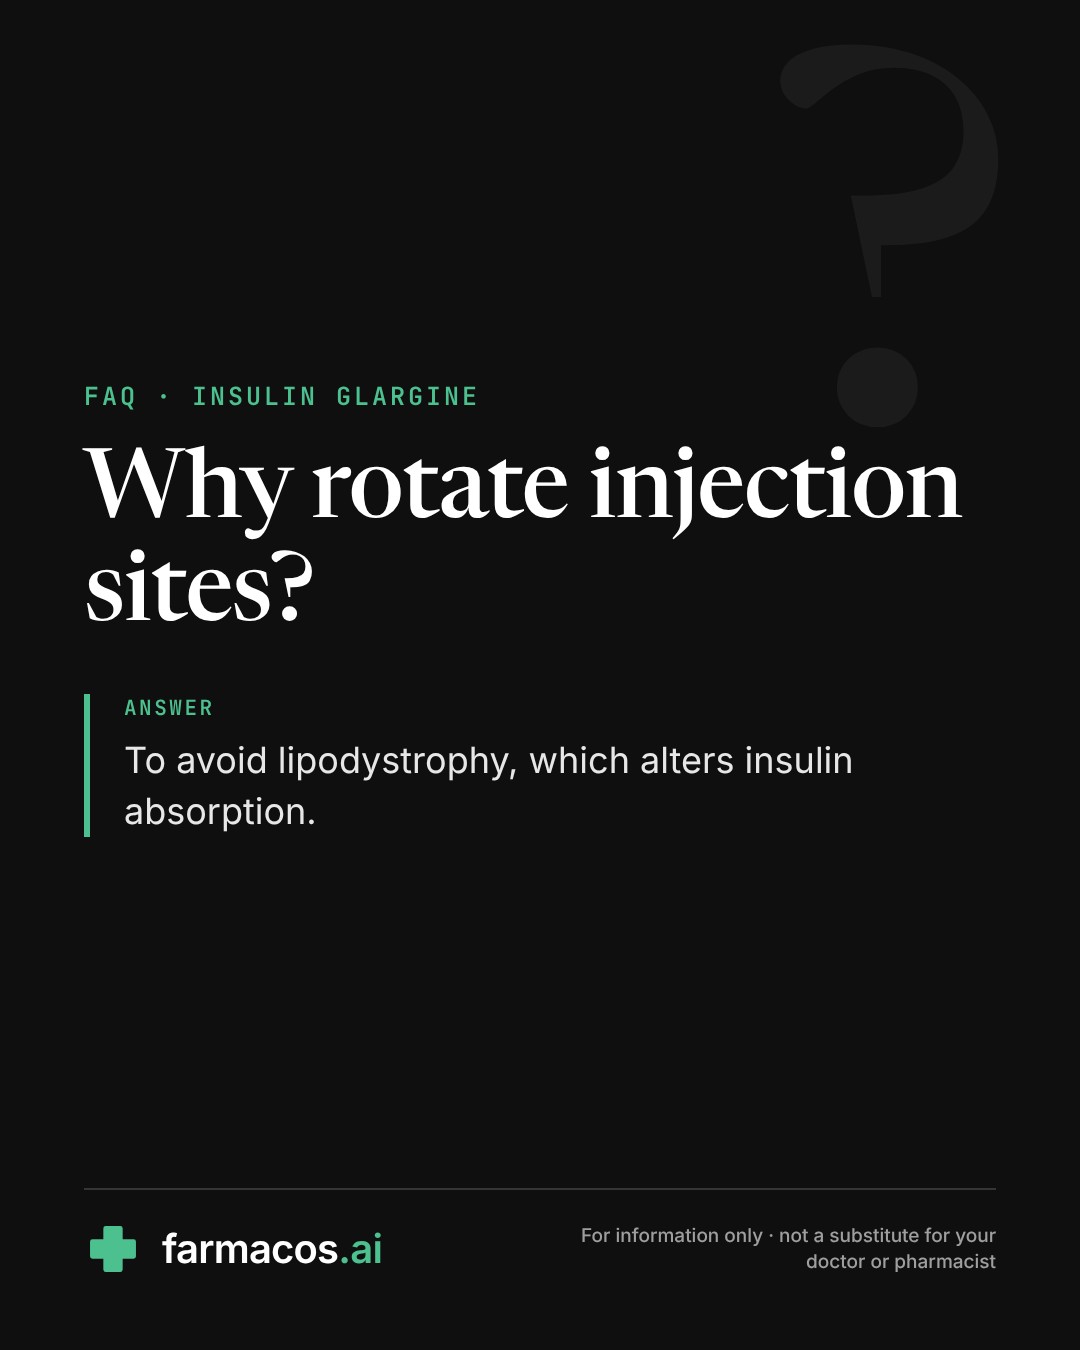 ?
FAQ · INSULIN GLARGINE
Why rotate injection
sites?
ANSWER
To avoid lipodystrophy, which alters insulin
absorption.
farmacos.ai
For information only · not a substitute for your
doctor or pharmacist